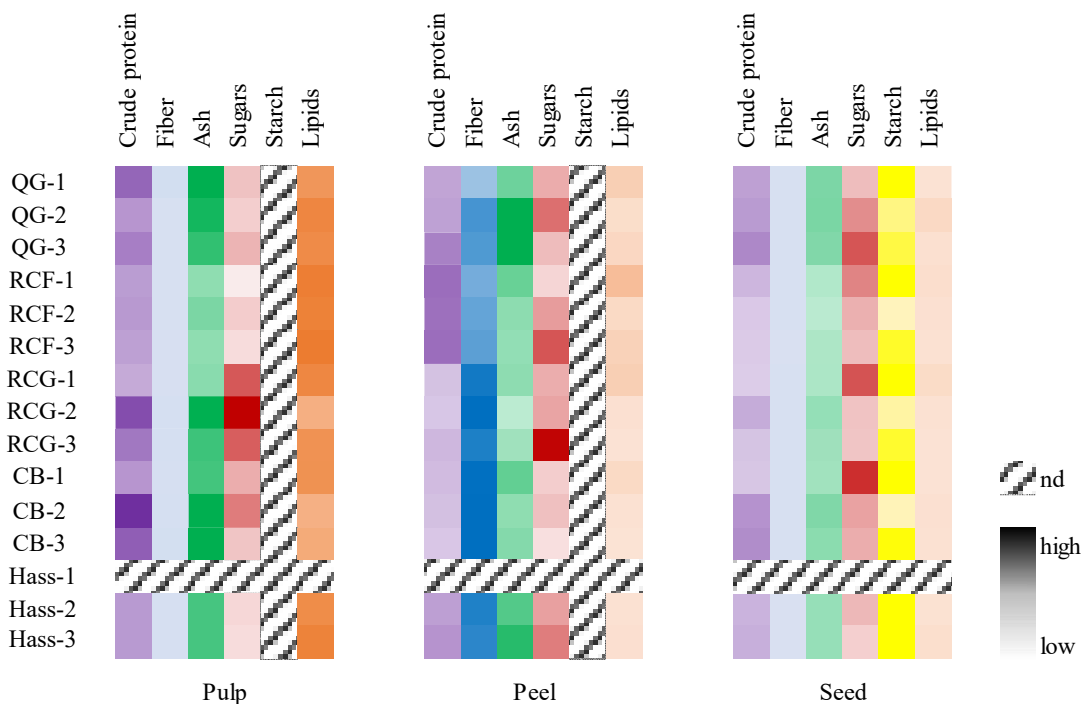 Crude protein
Fiber
Ash
Sugars
Starch
Lipids
Crude protein
Fiber
Ash
Sugars
Starch
Lipids
Crude protein
Fiber
Ash
Sugars
Starch
Lipids
QG-1
QG-2
QG-3
RCF-1
RCF-2
RCF-3
RCG-1
RCG-2
RCG-3
CB-1
CB-2
CB-3
Hass-1
Hass-2
Hass-3
nd
high
low
Pulp
Peel
Seed